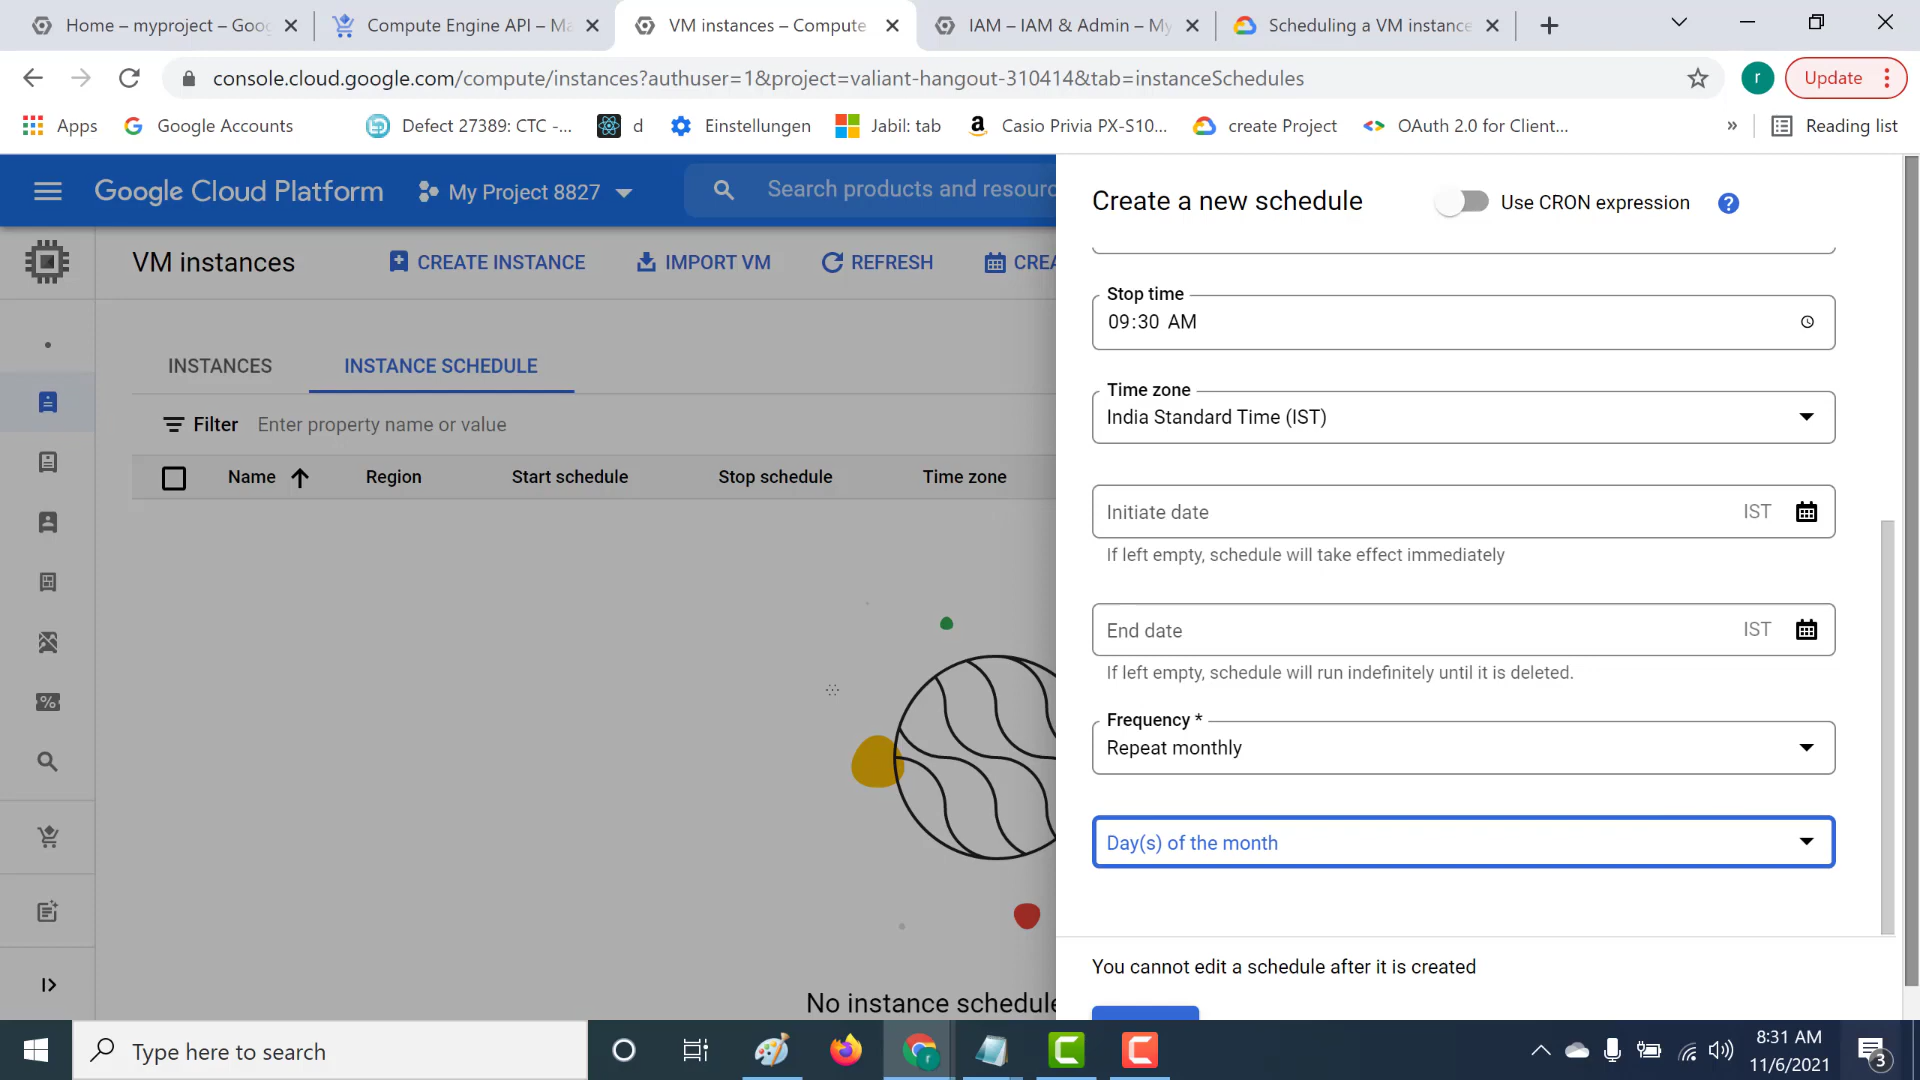 Home – myproject – Goog
Compute Engine API – Ma
VM instances – Compute
IAM – IAM & Admin – My
Scheduling a VM instance
console.cloud.google.com/compute/instances?authuser=1&project=valiant-hangout-310414&tab=instanceSchedules
r
Update
Apps
Google Accounts
Defect 27389: CTC -...
d
Einstellungen
Jabil: tab
Casio Privia PX-S10...
create Project
OAuth 2.0 for Client...
»
Reading list
Google Cloud Platform
My Project 8827
Search products and resourc
Create a new schedule
Use CRON expression
VM instances
CREATE INSTANCE
IMPORT VM
REFRESH
CREA
Stop time
09:30 AM
INSTANCES
INSTANCE SCHEDULE
Time zone
India Standard Time (IST)
Filter
Enter property name or value
Name
Region
Start schedule
Stop schedule
Time zone
Initiate date
IST
If left empty, schedule will take effect immediately
End date
IST
If left empty, schedule will run indefinitely until it is deleted.
Frequency *
Repeat monthly
Day(s) of the month
You cannot edit a schedule after it is created
No instance schedule
Type here to search
8:31 AM
11/6/2021
3